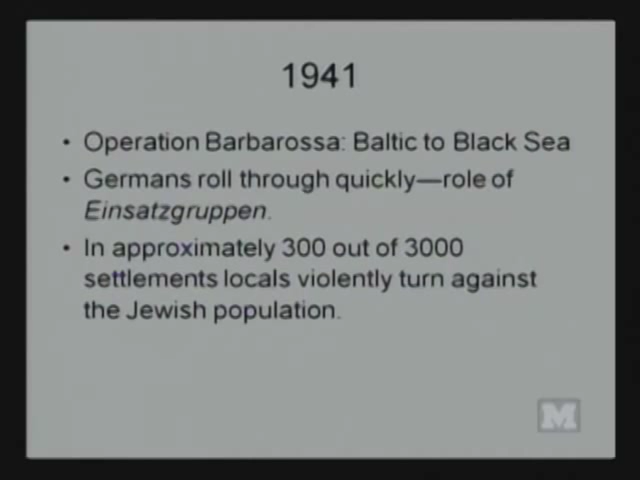 1941
• Operation Barbarossa: Baltic to Black Sea
• Germans roll through quickly—role of
Einsatzgruppen.
• In approximately 300 out of 3000
settlements locals violently turn against
the Jewish population.
M